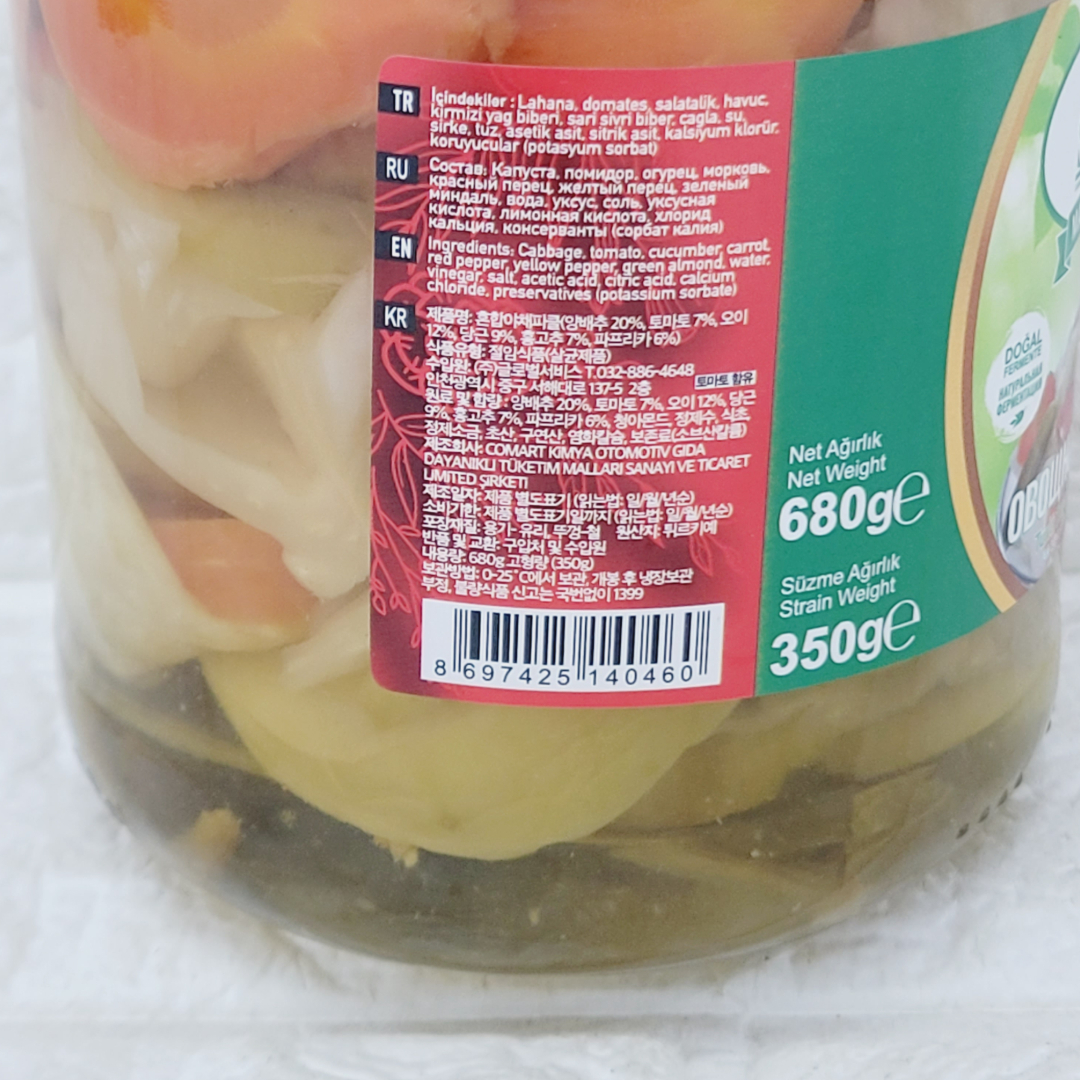 TR
İçindekiler : Lahana, domates, salatalık, havuc,
kirmizi yag biberi, sari sivri biber, cagla, su,
sirke, tuz, asetik asit, sitrik asit, kalsiyum klorür,
koruyucular (potasyum sorbat)
RU
Состав: Капуста, помидор, огурец, морковь,
красный перец, желтый перец, зеленый
миндаль, вода, уксус, соль, уксусная
кислота, лимонная кислота, хлорид
кальция, консерванты (сорбат калия)
EN
Ingredients: Cabbage, tomato, cucumber, carrot,
red pepper, yellow pepper, green almond, water,
vinegar, salt, acetic acid, citric acid, calcium
chloride, preservatives (potassium sorbate)
KR
제품명: 혼합야채피클(양배추 20%, 토마토 7%, 오이
12%, 당근 9%, 홍고추 7%, 파프리카 6%)
식품유형: 절임식품(살균제품)
수입원: (주)글로벌서비스 T.032-886-4648
인천광역시 중구 서해대로 137-5 2층
토마토 함유
원료 및 함량 : 양배추 20%, 토마토 7%, 오이 12%, 당근
9%, 홍고추 7%, 파프리카 6%, 청아몬드, 정제수, 식초,
정제소금, 초산, 구연산, 염화칼슘, 보존료(소브산칼륨)
제조회사: COMART KIMYA OTOMOTIV GIDA
DAYANIKLI TÜKETIM MALLARI SANAYI VE TICARET
LIMITED SIRKETI
제조일자: 제품 별도표기 (읽는법: 일/월/년순)
소비기한: 제품 별도표기일까지 (읽는법: 일/월/년순)
포장재질: 용기- 유리, 뚜껑-철 원산지: 튀르키예
반품 및 교환: 구입처 및 수입원
내용량: 680g 고형량 (350g)
보관방법: 0-25˚C에서 보관, 개봉 후 냉장보관
부정, 불량식품 신고는 국번없이 1399
8 697425 140460
Net Ağırlık
Net Weight
680g℮
Süzme Ağırlık
Strain Weight
350g℮
DOĞAL
FERMENTE
НАТУРАЛЬНАЯ
ФЕРМЕНТАЦИЯ